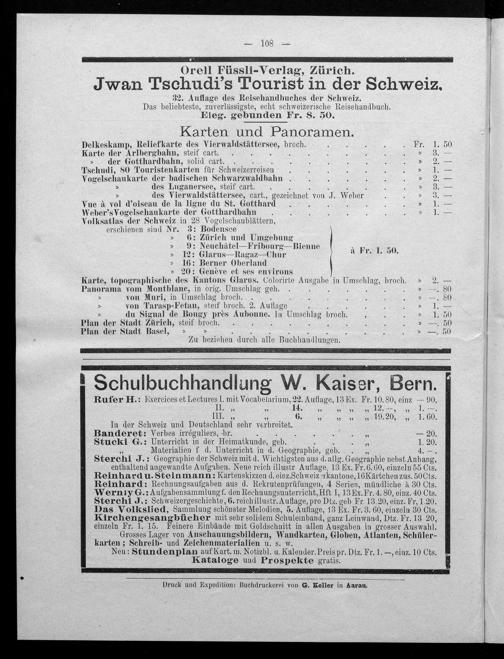 — 108 —
Orell Füssli-Verlag, Zürich.
Jwan Tschudi's Tourist in der Schweiz.
32. Auflage des Reisehandbuches der Schweiz.
Das beliebteste, zuverlässigste, echt schweizerische Reisehandbuch.
Eleg. gebunden Fr. 8. 50.
Karten und Panoramen.
Delkeskamp, Reliefkarte des Vierwaldstättersee, broch. Fr. 1. 50
Karte der Arlbergbahn, steif cart. » 3. —
» der Gotthardbahn, solid cart. » 2. —
Tschudi, 80 Touristenkarten für Schweizerreisen » 1. —
Vogelschaukarte der badischen Schwarzwaldbahn » 2. —
» des Luganersee, steif cart. » 3. —
» des Vierwaldstättersee, cart., gezeichnet von J. Weber » 3. —
Vue à vol d'oiseau de la ligne du St. Gotthard » 1. —
Weber's Vogelschaukarte der Gotthardbahn » 1. —
Volksatlas der Schweiz in 28 Vogelschaublättern,
erschienen sind Nr. 3: Bodensee
» 6: Zürich und Umgebung
» 9: Neuchâtel—Fribourg—Bienne
» 12: Glarus—Ragaz—Chur
à Fr. 1. 50.
» 16: Berner Oberland
» 20: Genève et ses environs
Karte, topographische des Kantons Glarus. Colorirte Ausgabe in Umschlag, broch. » 2. —
Panorama vom Montblanc, in orig. Umschlag geb. » —. 80
» von Muri, in Umschlag broch. » —. 80
» von Tarasp-Fetan, steif broch. 2. Auflage » 1. —
» du Signal de Bougy près Aubonne. In Umschlag broch. » 1. 50
Plan der Stadt Zürich, steif broch. » —. 50
Plan der Stadt Basel, » » » —. 50
Zu beziehen durch alle Buchhandlungen.
Schulbuchhandlung W. Kaiser, Bern.
Rufer H.: Exercices et Lectures I. mit Vocabularium, 22. Auflage, 13 Ex. Fr. 10.80, einz — 90,
II. „ „ 14. „ „ „ „ 12. –, „ 1. –.
III. „ „ 6. „ „ „ „ 19.20, „ 1. 60.
In der Schweiz und Deutschland sehr verbreitet.
Banderet: Verbes irréguliers, br. „ — 20.
Stucki G.: Unterricht in der Heimatkunde, geb. „ 1. 20.
„ Materialien f. d. Unterricht in d. Geographie, geb. „ 4. –.
Sterchi J.: Geographie der Schweiz mit d. Wichtigsten aus d. allg. Geographie nebst Anhang,
enthaltend angewandte Aufgaben. Neue reich illustr Auflage, 13 Ex. Fr. 6. 60, einzeln 55 Cts.
Reinhard u. Steinmann: Kartenskizzen d. einz. Schweizerkantone, 16 Kärtchen zus. 50 Cts.
Reinhard: Rechnungsaufgaben aus d. Rekrutenprüfungen, 4 Serien, mündliche à 30 Cts.
Wernly G.: Aufgabensammlung f. den Rechnungsunterricht, Hft 1, 13 Ex. Fr. 4. 80, einz. 40 Cts.
Sterchi J.: Schweizergeschichte, 6. reich illustr. Auflage, pro Dtz. geb Fr 13. 20, einz. Fr 1. 20.
Das Volkslied, Sammlung schönster Melodien, 5. Auflage, 13 Ex. Fr. 3. 60, einzeln 30 Cts.
Kirchengesangbücher mit sehr solidem Schuleinband, ganz Leinwand, Dtz. Fr. 13 20,
einzeln Fr. 1. 15. Feinere Einbände mit Goldschnitt in allen Ausgaben in grosser Auswahl.
Grosses Lager von Anschauungsbildern, Wandkarten, Globen, Atlanten, Schüler-
karten; Schreib- und Zeichenmaterialien u. s. w.
Neu: Stundenplan auf Kart. m. Notizbl. u. Kalender. Preis pr. Dtz. Fr. 1. —, einz. 10 Cts.
Kataloge und Prospekte gratis.
Druck und Expedition: Buchdruckerei von G. Keller in Aarau.